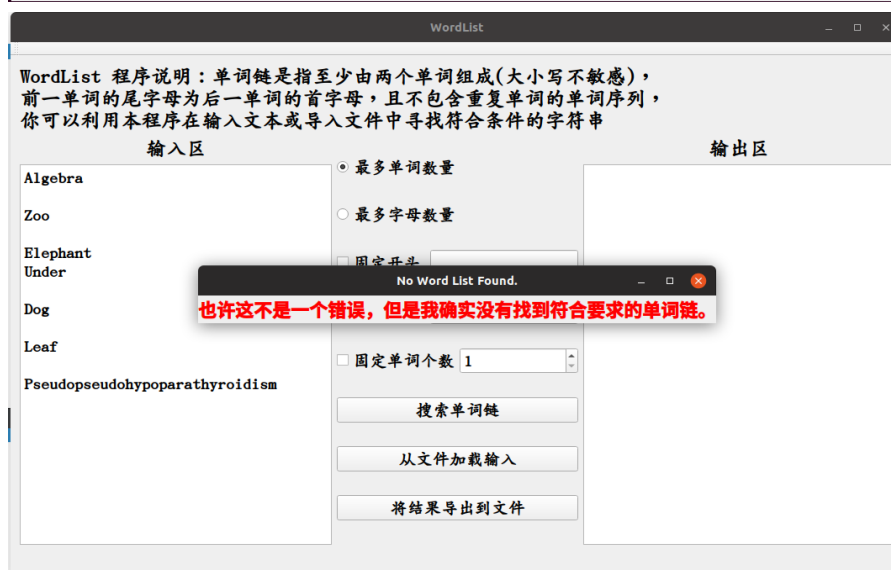 WordList
WordList 程序说明：单词链是指至少由两个单词组成(大小写不敏感)，
前一单词的尾字母为后一单词的首字母，且不包含重复单词的单词序列，
你可以利用本程序在输入文本或导入文件中寻找符合条件的字符串
输入区
输出区
Algebra
Zoo
Elephant
Under
Dog
Leaf
Pseudopseudohypoparathyroidism
最多单词数量
最多字母数量
固定开头
No Word List Found.
也许这不是一个错误，但是我确实没有找到符合要求的单词链。
固定单词个数 1
搜索单词链
从文件加载输入
将结果导出到文件